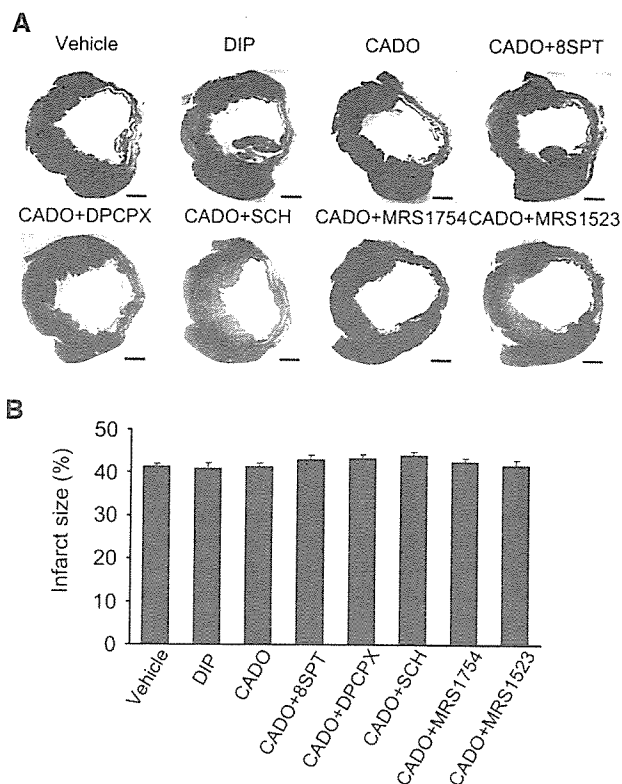 A
Vehicle DIP CADO CADO+8SPT
CADO+DPCPX CADO+SCH CADO+MRS1754 CADO+MRS1523
B
Infarct size (%)
50
40
30
20
10
0
Vehicle
DIP
CADO
CADO+8SPT
CADO+DPCPX
CADO+SCH
CADO+MRS1754
CADO+MRS1523